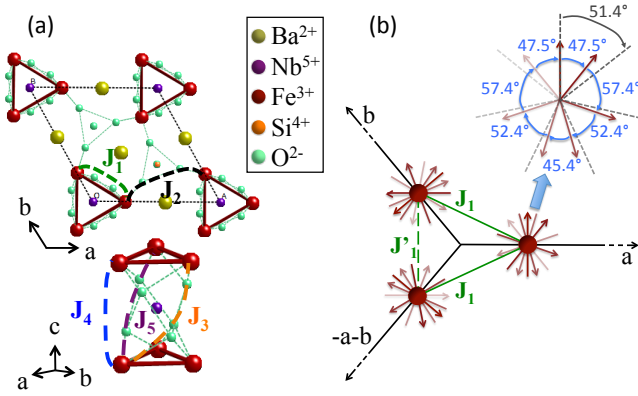 (a)
Ba2+
Nb5+
Fe3+
Si4+
O2-
B
J1
J2
O
A
b
a
J4
J5
J3
c
a
b
(b)
51.4°
47.5° 47.5°
57.4° 57.4°
52.4° 52.4°
45.4°
b
J1
J'1
J1
a
-a-b